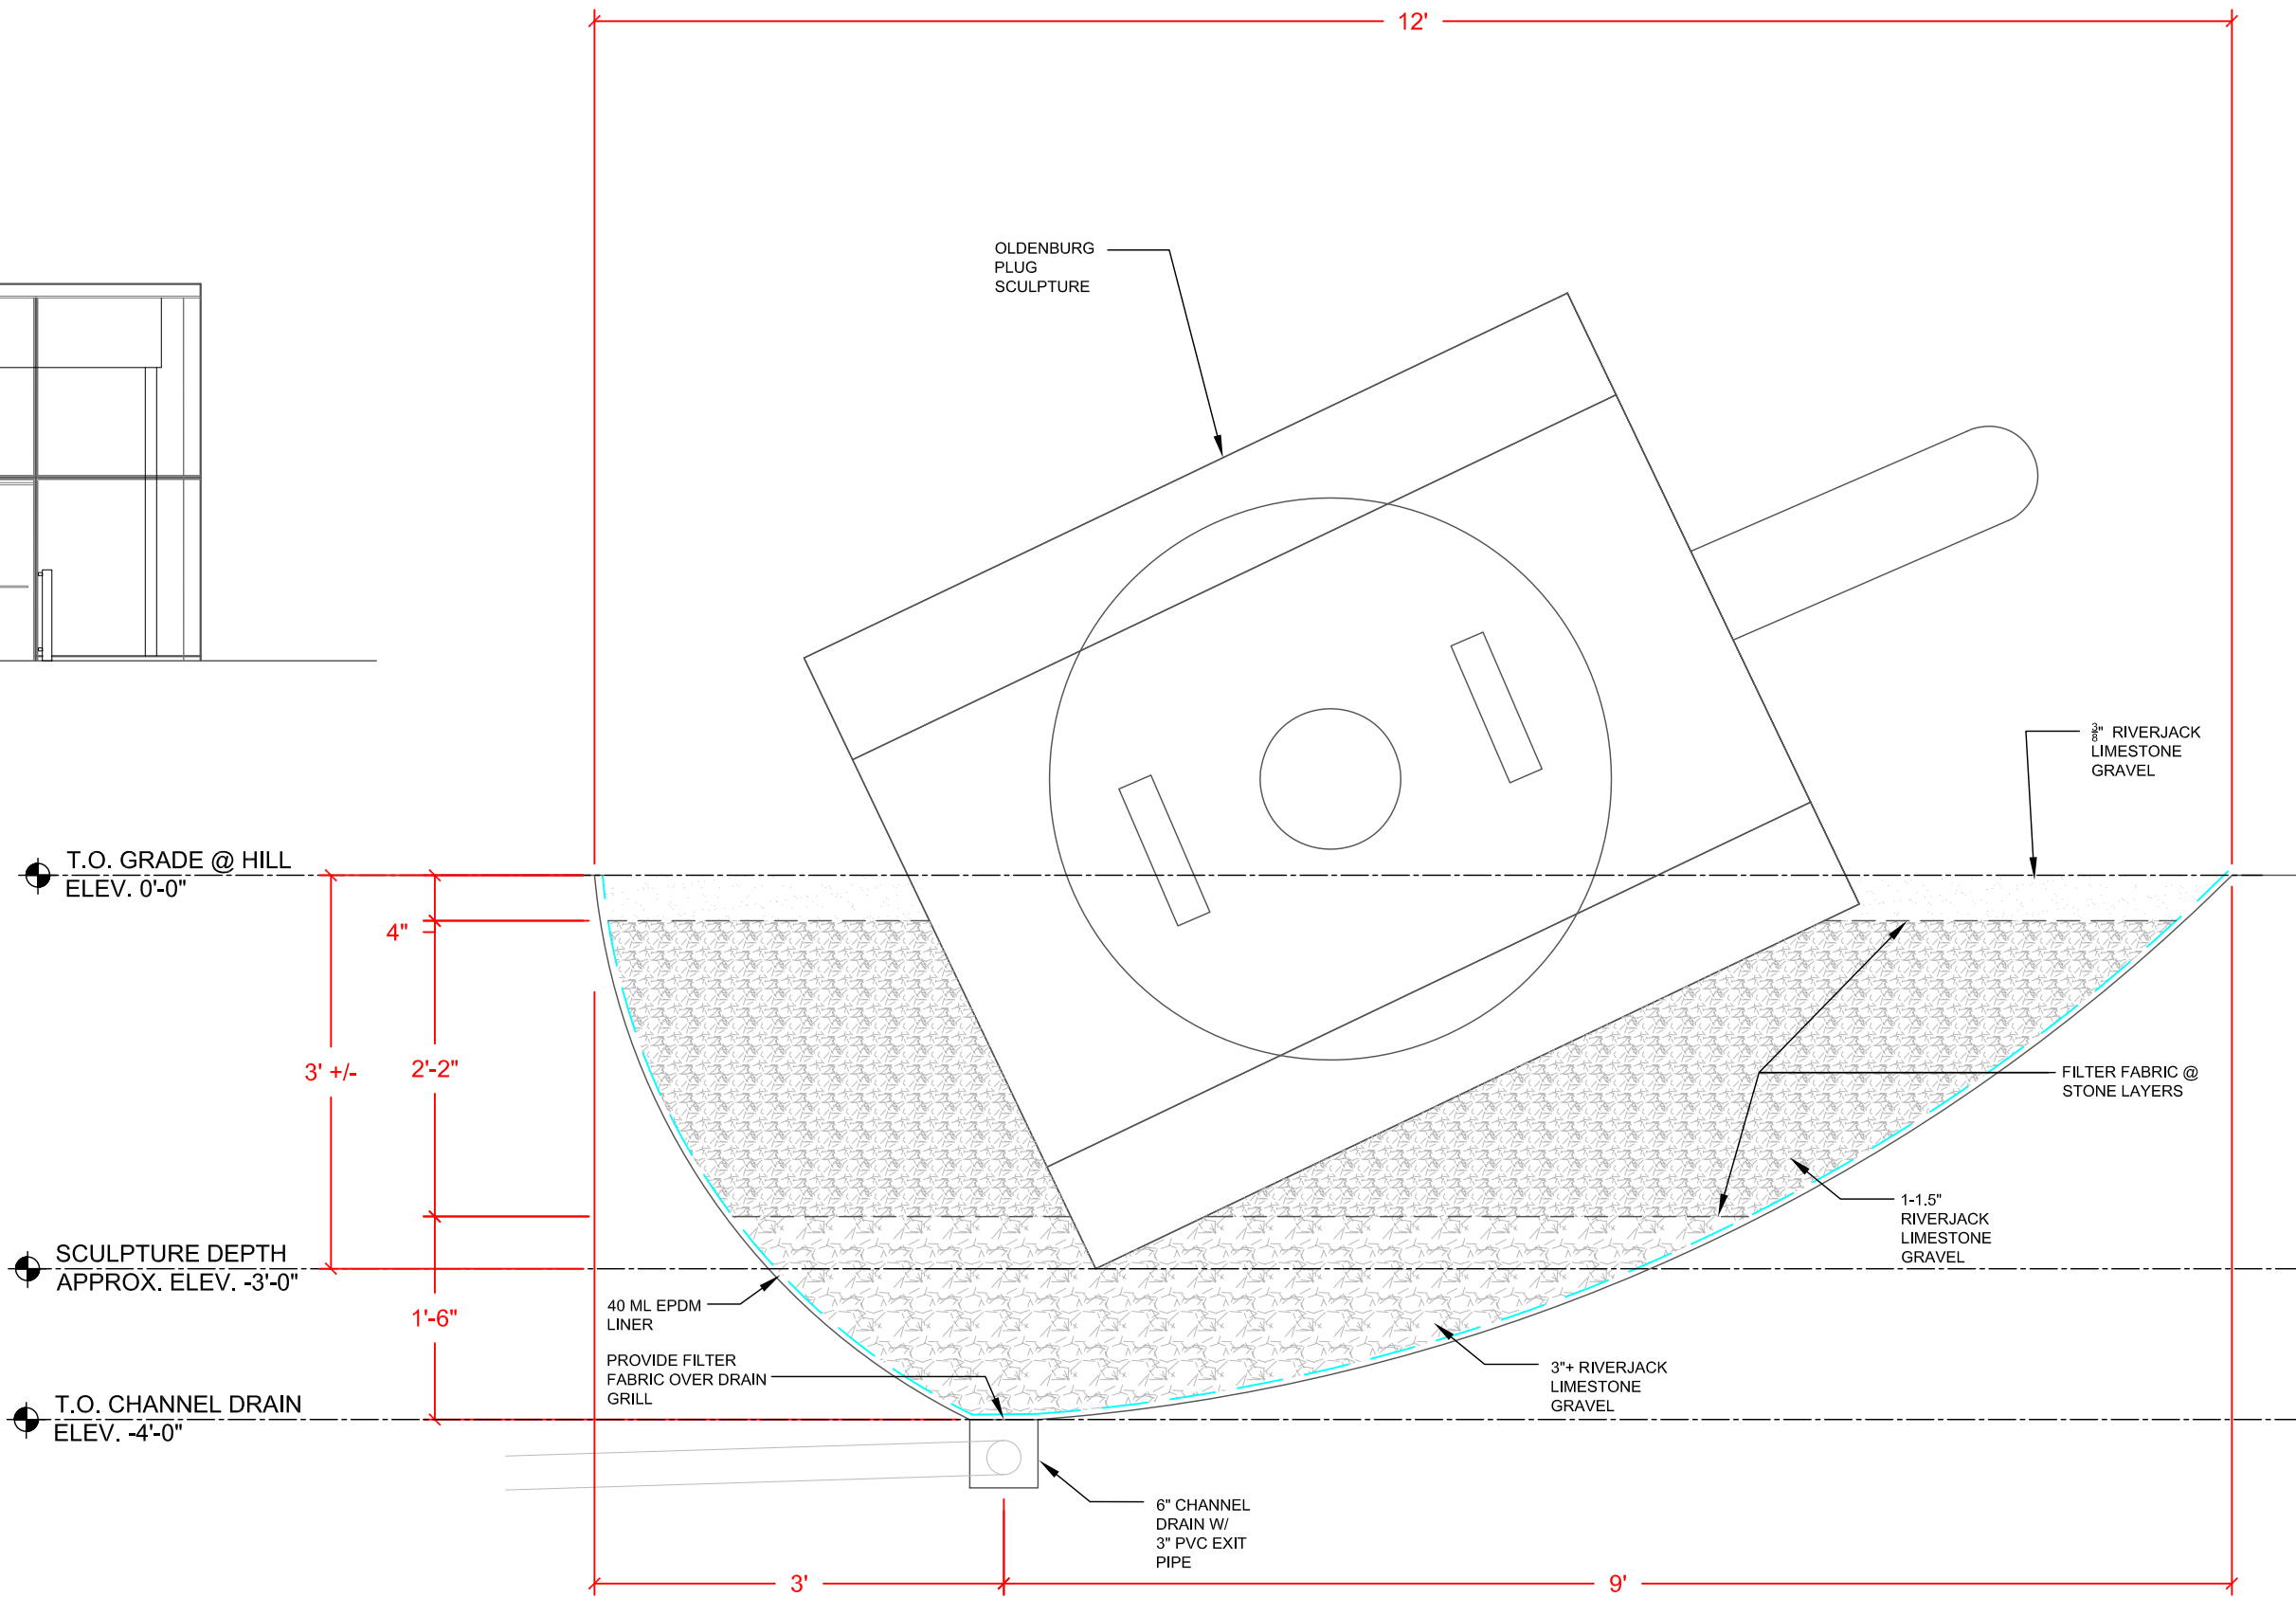 12'
OLDENBURG
PLUG
SCULPTURE
3/8" RIVERJACK
LIMESTONE
GRAVEL
T.O. GRADE @ HILL
ELEV. 0'-0"
4"
3' +/-
2'-2"
FILTER FABRIC @
STONE LAYERS
1-1.5"
RIVERJACK
LIMESTONE
GRAVEL
SCULPTURE DEPTH
APPROX. ELEV. -3'-0"
1'-6"
40 ML EPDM
LINER
PROVIDE FILTER
FABRIC OVER DRAIN
GRILL
3"+ RIVERJACK
LIMESTONE
GRAVEL
T.O. CHANNEL DRAIN
ELEV. -4'-0"
6" CHANNEL
DRAIN W/
3" PVC EXIT
PIPE
3'
9'